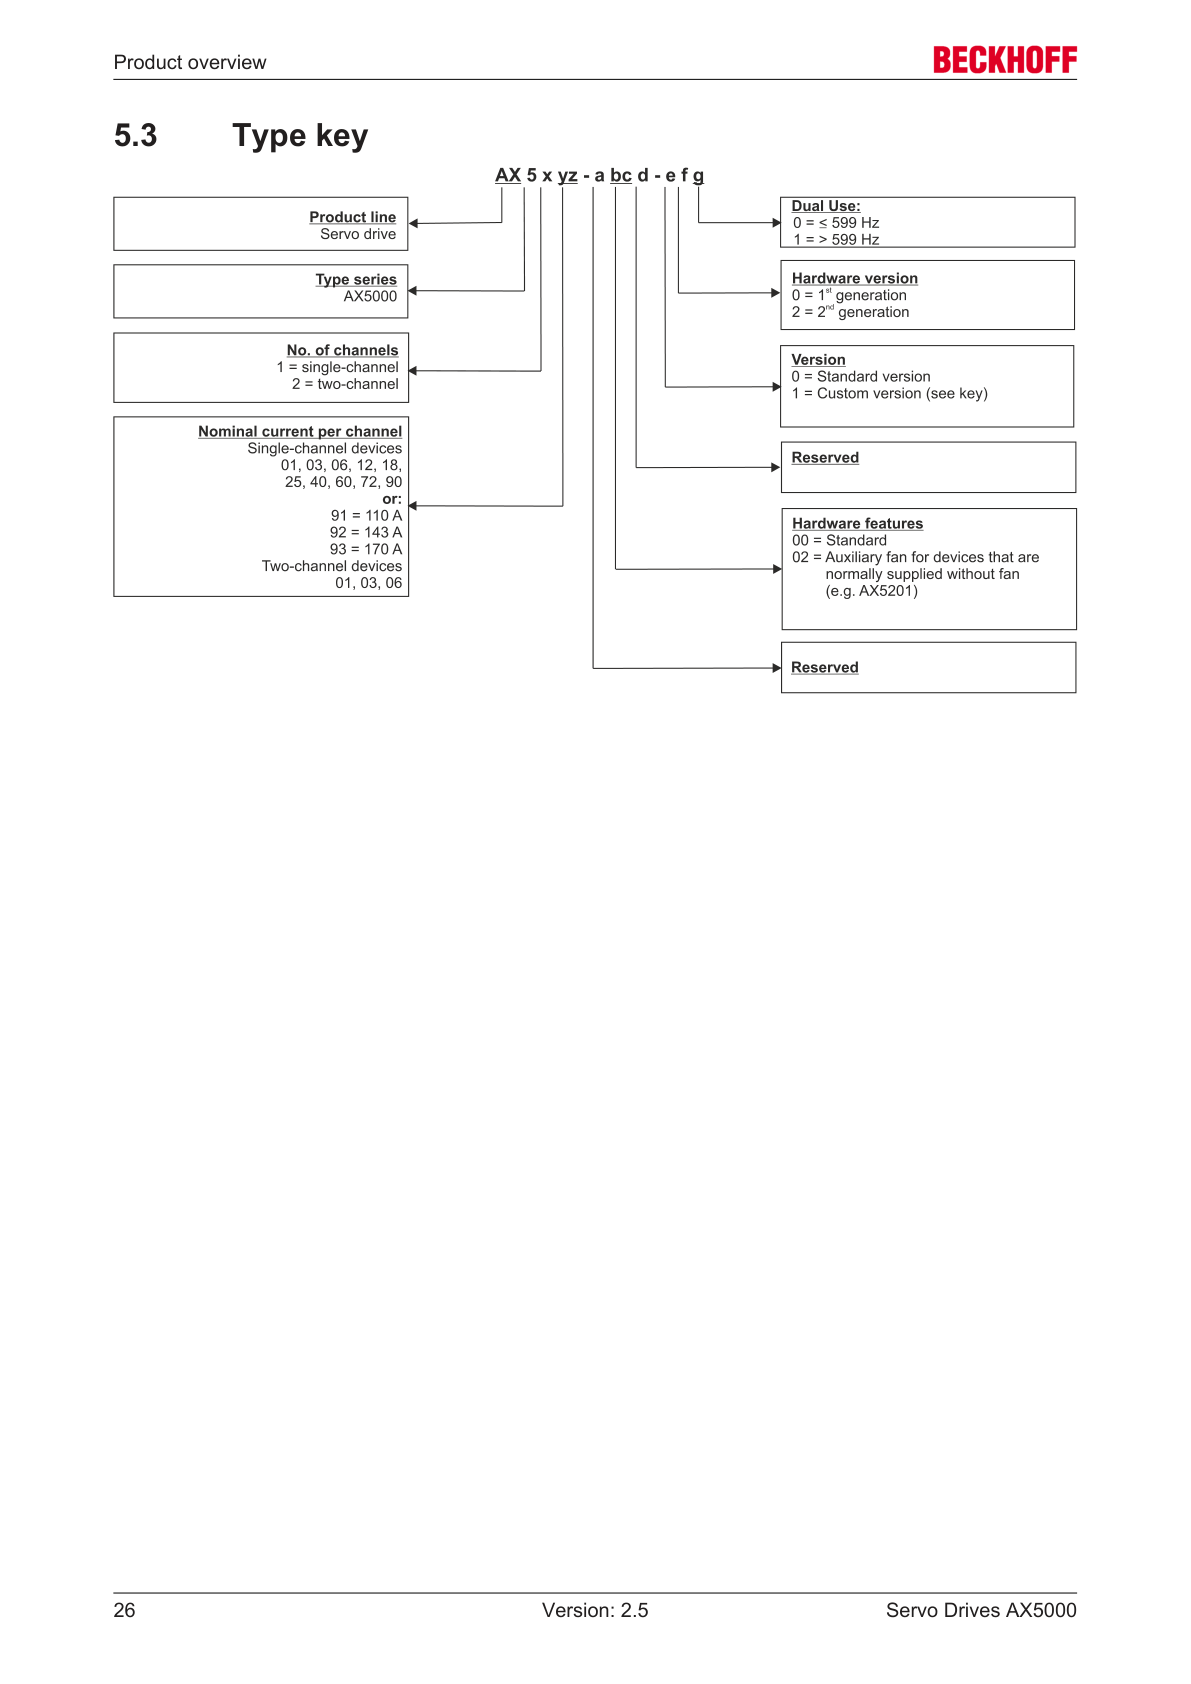 Product overview
BECKHOFF
5.3 Type key
AX 5 x yz - a bc d - e f g
Product line
Servo drive
Type series
AX5000
No. of channels
1 = single-channel
2 = two-channel
Nominal current per channel
Single-channel devices
01, 03, 06, 12, 18,
25, 40, 60, 72, 90
or:
91 = 110 A
92 = 143 A
93 = 170 A
Two-channel devices
01, 03, 06
Dual Use:
0 = ≤ 599 Hz
1 = > 599 Hz
Hardware version
0 = 1st generation
2 = 2nd generation
Version
0 = Standard version
1 = Custom version (see key)
Reserved
Hardware features
00 = Standard
02 = Auxiliary fan for devices that are
normally supplied without fan
(e.g. AX5201)
Reserved
26 Version: 2.5 Servo Drives AX5000